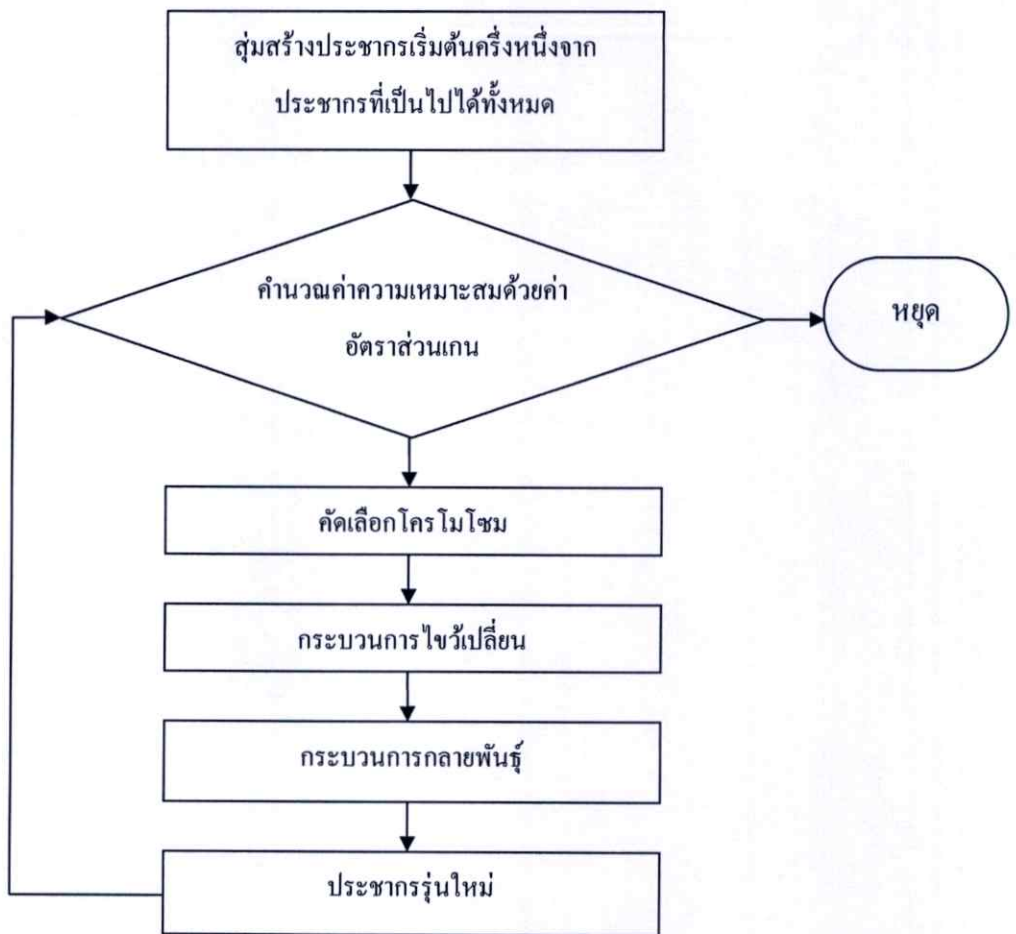 สุ่มสร้างประชากรเริ่มต้นครึ่งหนึ่งจาก
ประชากรที่เป็นไปได้ทั้งหมด
คำนวณค่าความเหมาะสมด้วยค่า
อัตราส่วนเกน
หยุด
คัดเลือกโครโมโซม
กระบวนการไขว้เปลี่ยน
กระบวนการกลายพันธุ์
ประชากรรุ่นใหม่